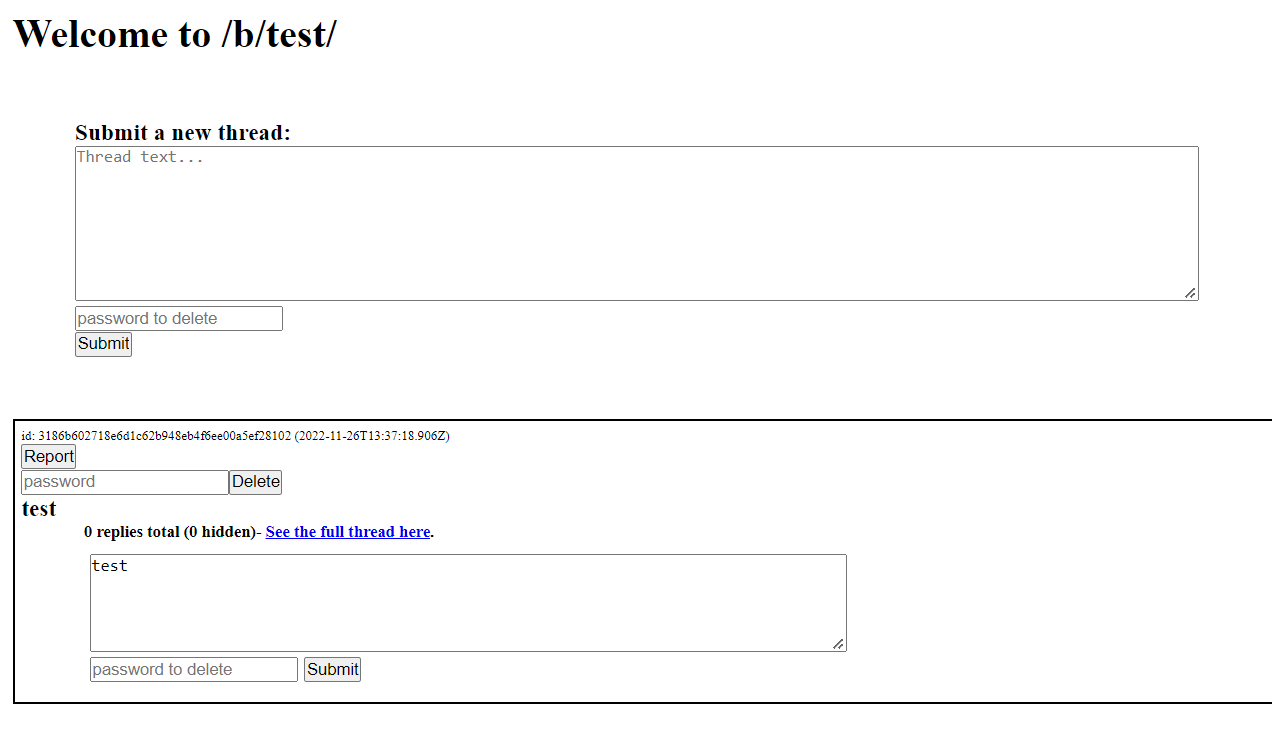 Welcome to /b/test/
Submit a new thread:
Thread text...
password to delete
Submit
id: 3186b602718e6d1c62b948eb4f6ee00a5ef28102 (2022-11-26T13:37:18.906Z)
Report
password Delete
test
0 replies total (0 hidden)- See the full thread here.
test
password to delete Submit